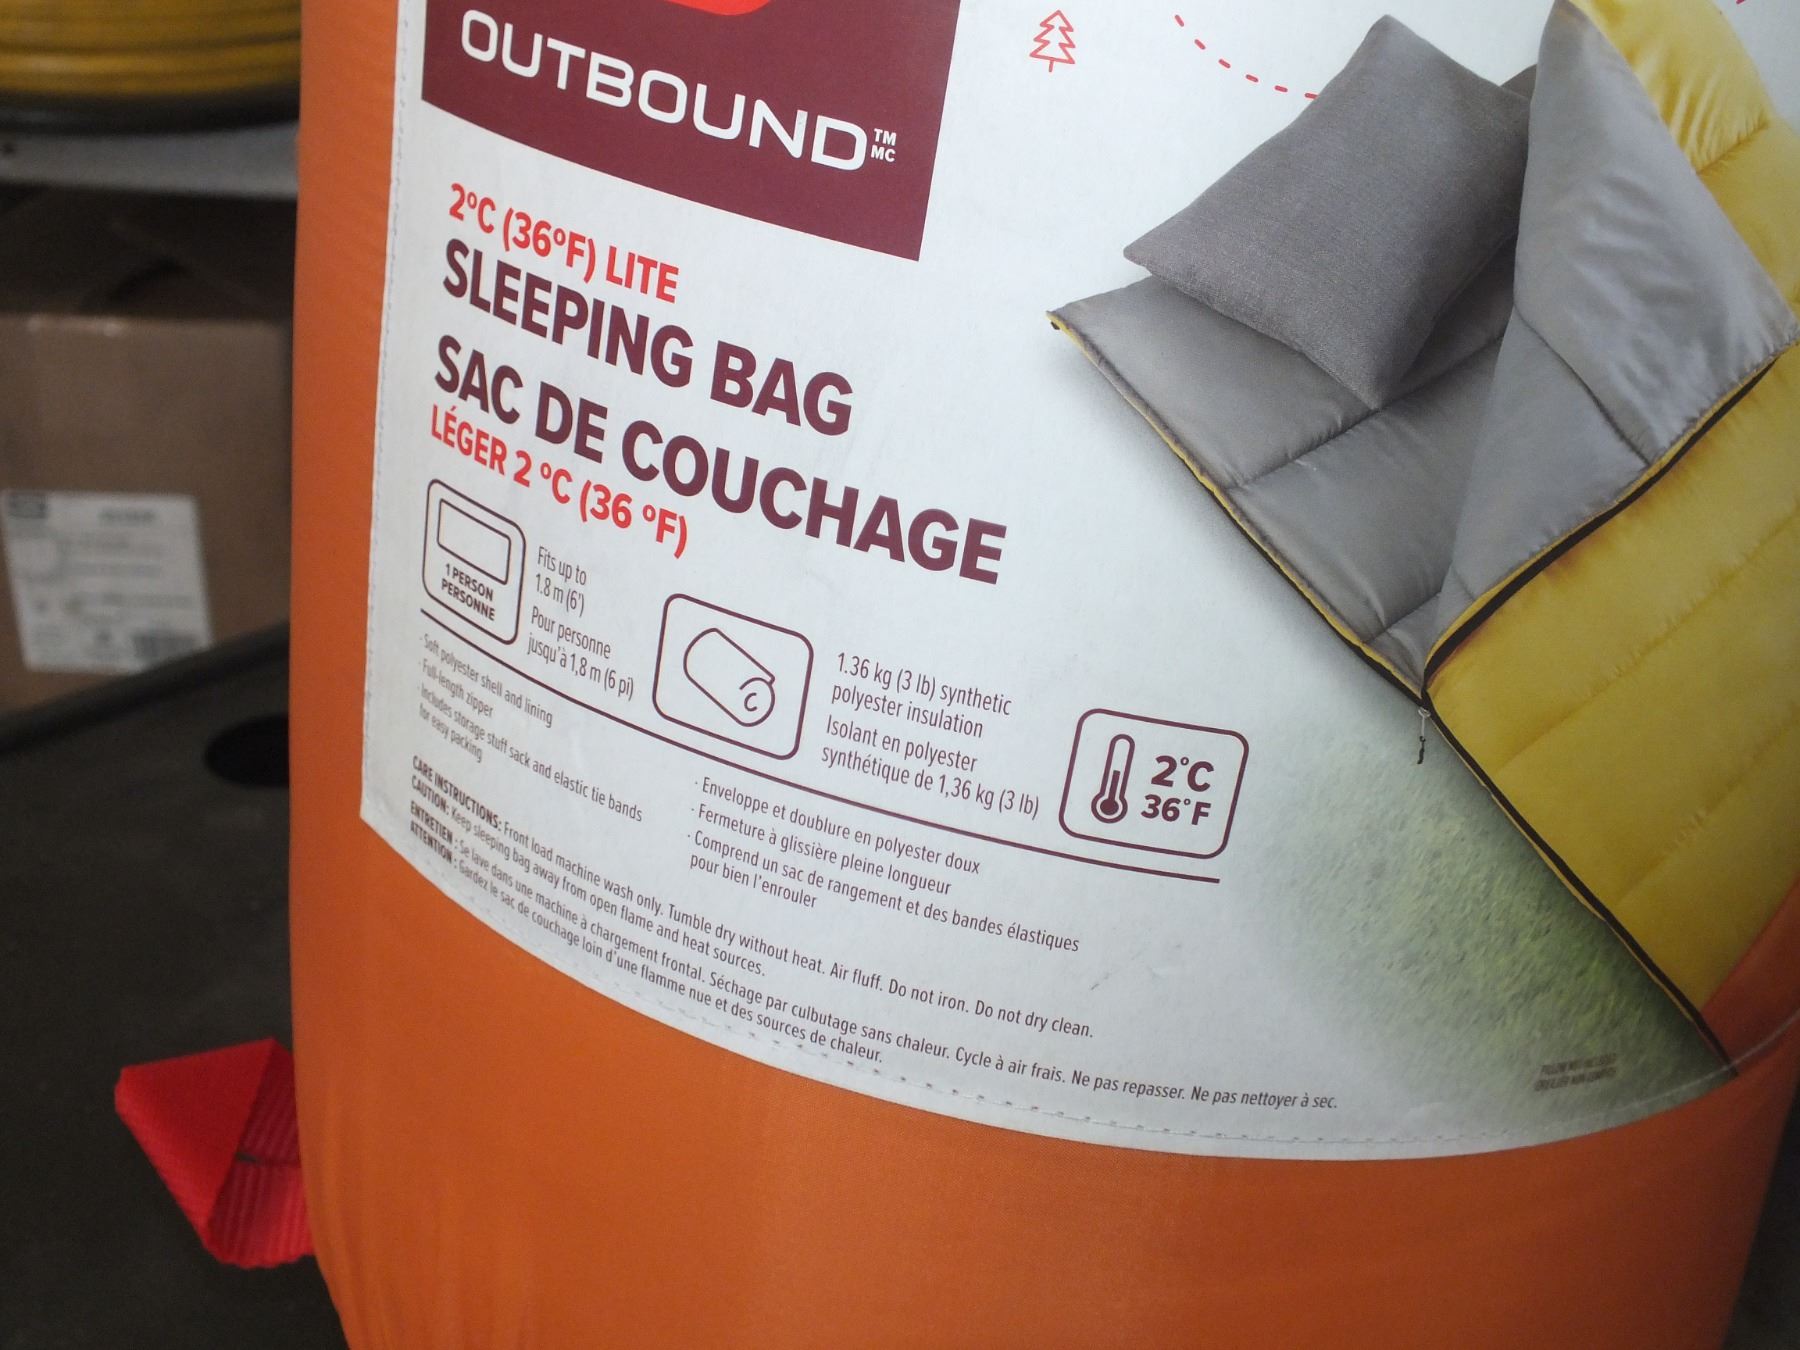 OUTBOUND™ MC
2°C (36°F) LITE
SLEEPING BAG
SAC DE COUCHAGE
LÉGER 2 °C (36 °F)
1 PERSON
PERSONNE
Fits up to
1.8 m (6')
Pour personne
jusqu'à 1,8 m (6 pi)
1.36 kg (3 lb) synthetic
polyester insulation
Isolant en polyester
synthétique de 1,36 kg (3 lb)
2°C
36°F
· Soft polyester shell and lining
· Full-length zipper
· Includes storage stuff sack and elastic tie bands
for easy packing
· Enveloppe et doublure en polyester doux
· Fermeture à glissière pleine longueur
· Comprend un sac de rangement et des bandes élastiques
pour bien l'enrouler
CARE INSTRUCTIONS: Front load machine wash only. Tumble dry without heat. Air fluff. Do not iron. Do not dry clean.
CAUTION: Keep sleeping bag away from open flame and heat sources.
ENTRETIEN : Se lave dans une machine à chargement frontal. Séchage par culbutage sans chaleur. Cycle à air frais. Ne pas repasser. Ne pas nettoyer à sec.
ATTENTION : Gardez le sac de couchage loin d'une flamme nue et des sources de chaleur.
PILLOW NOT INCLUDED
OREILLER NON COMPRIS